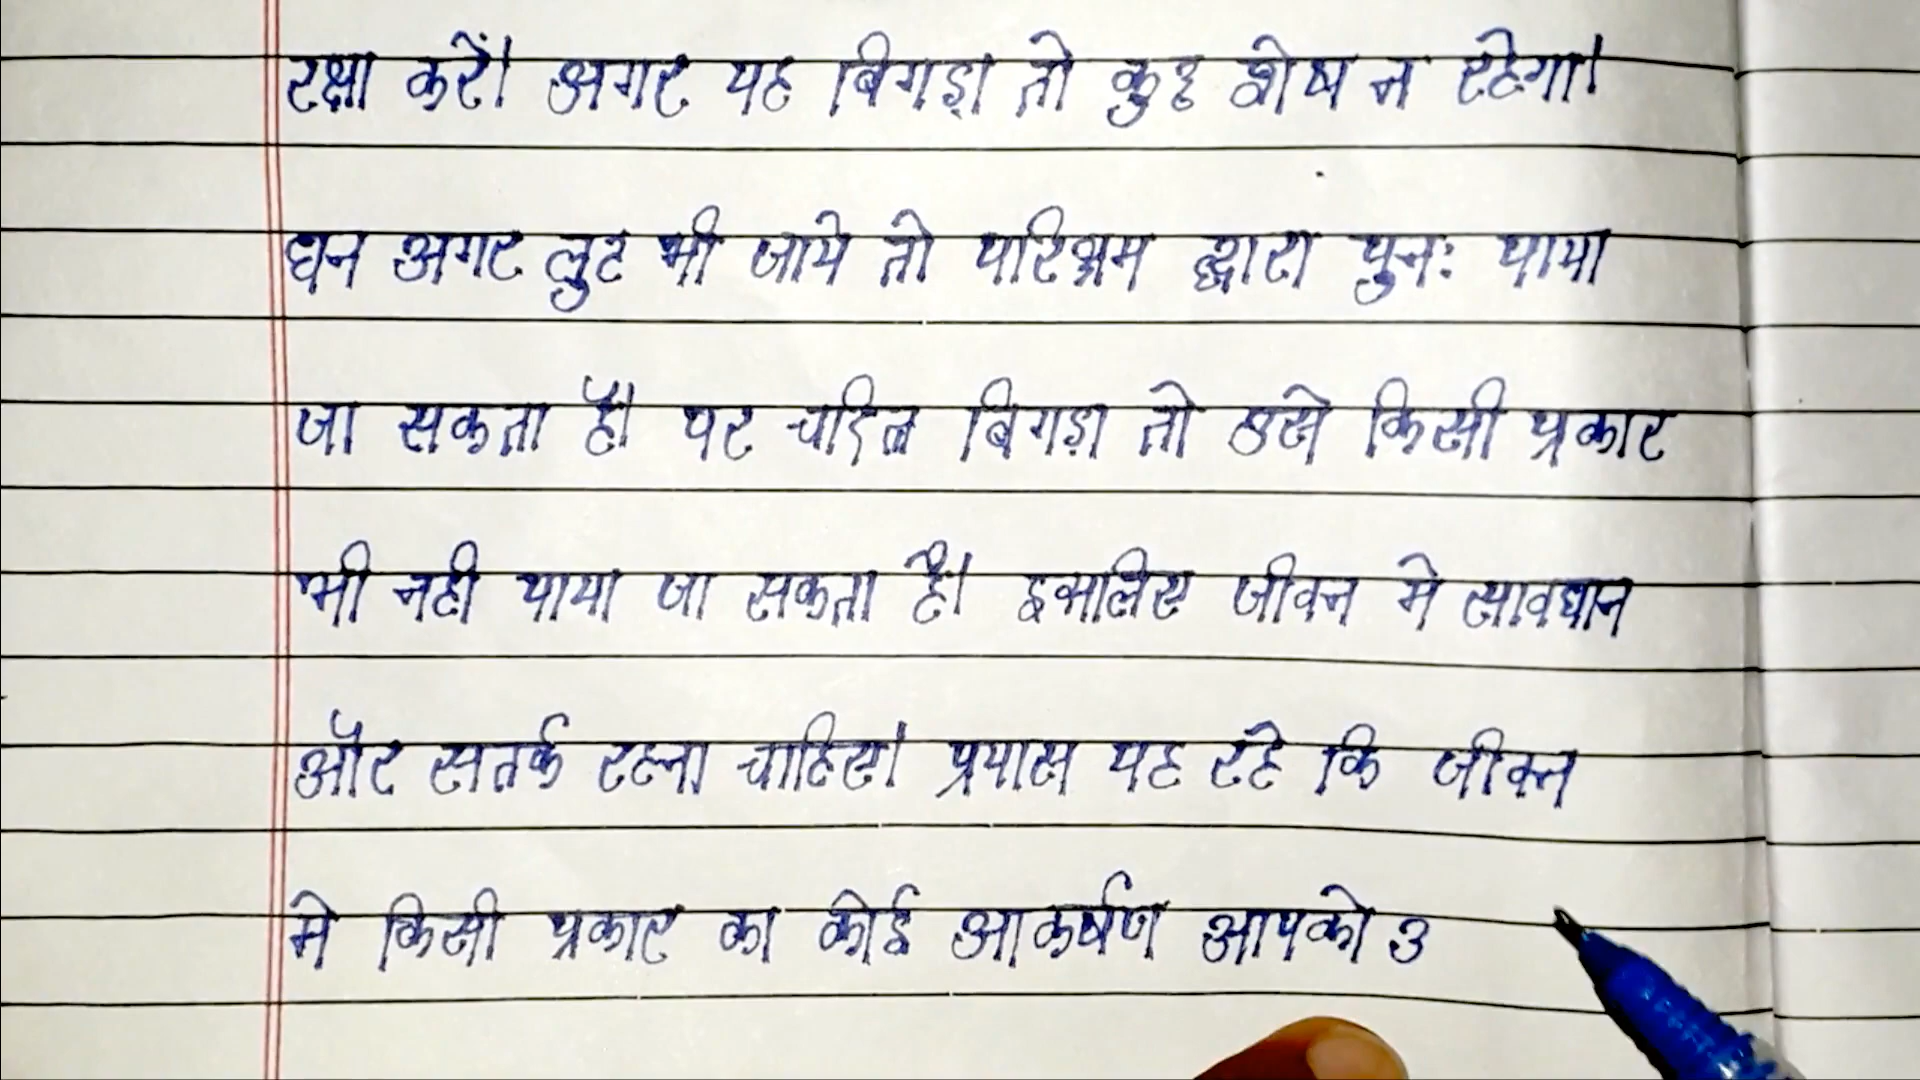 रक्षा करें। अगर यह बिगड़ा तो कुछ शेष न रहेगा।
धन अगर लुट भी जाये तो परिश्रम द्वारा पुनः पाया
जा सकता है। पर चरित्र बिगड़ा तो उसे किसी प्रकार
भी नही पाया जा सकता है। इसलिए जीवन मे सावधान
और सतर्क रहना चाहिए। प्रयास यह रहे कि जीवन
मे किसी प्रकार का कोई आकर्षण आपको उ